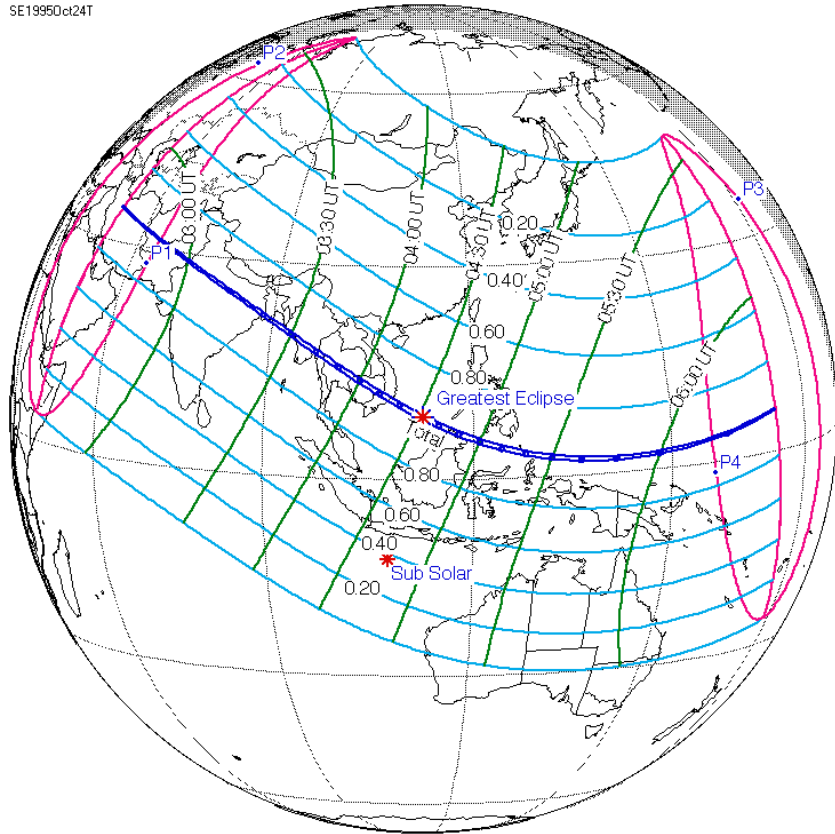 SE1995Oct24T
P2
P3
P1
03:00 UT
03:30 UT
04:00 UT
04:30 UT
05:00 UT
05:30 UT
06:00 UT
0.20
0.40
0.60
0.80
Greatest Eclipse
Total
P4
0.80
0.60
0.40
Sub Solar
0.20